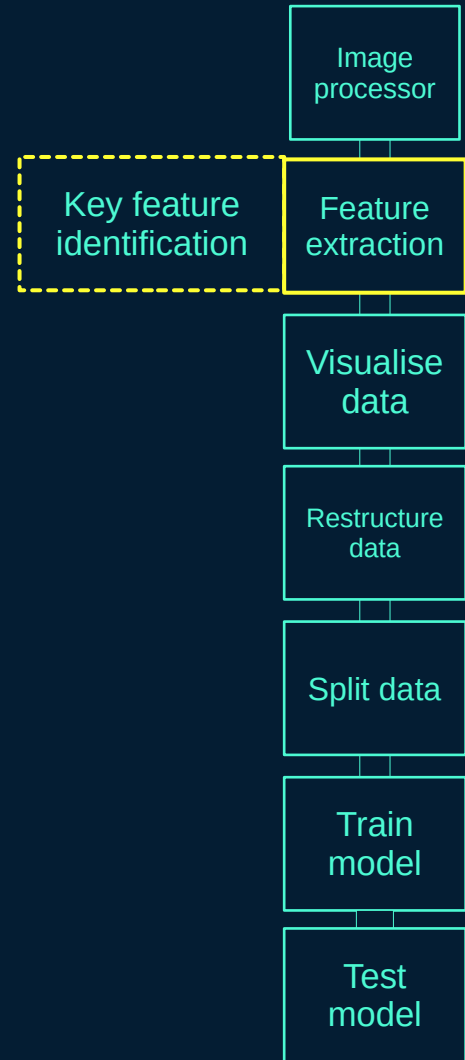 Image
processor
Key feature
identification
Feature
extraction
Visualise
data
Restructure
data
Split data
Train
model
Test
model